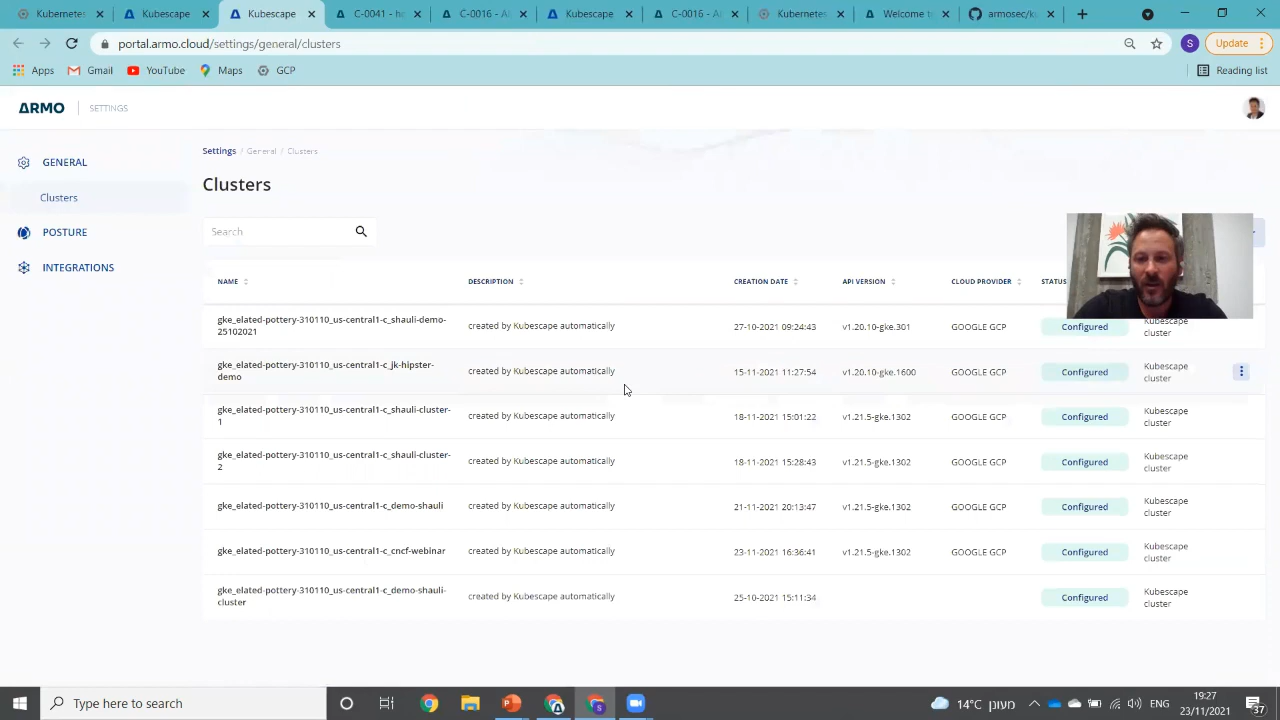 Kubernetes
Kubescape
Kubescape
C-0041 - h
C-0016 - Al
Kubescape
C-0016 - Al
Kubernetes
Welcome t
armosec/ku
portal.armo.cloud/settings/general/clusters
S
Update
Apps
Gmail
YouTube
Maps
GCP
Reading list
ARMO
SETTINGS
GENERAL
Clusters
POSTURE
INTEGRATIONS
Settings / General / Clusters
Clusters
Search
NAME
DESCRIPTION
CREATION DATE
API VERSION
CLOUD PROVIDER
STATUS
gke_elated-pottery-310110_us-central1-c_shauli-demo-
25102021
created by Kubescape automatically
27-10-2021 09:24:43
v1.20.10-gke.301
GOOGLE GCP
Configured
Kubescape
cluster
gke_elated-pottery-310110_us-central1-c_jk-hipster-
demo
created by Kubescape automatically
15-11-2021 11:27:54
v1.20.10-gke.1600
GOOGLE GCP
Configured
Kubescape
cluster
gke_elated-pottery-310110_us-central1-c_shauli-cluster-
1
created by Kubescape automatically
18-11-2021 15:01:22
v1.21.5-gke.1302
GOOGLE GCP
Configured
Kubescape
cluster
gke_elated-pottery-310110_us-central1-c_shauli-cluster-
2
created by Kubescape automatically
18-11-2021 15:28:43
v1.21.5-gke.1302
GOOGLE GCP
Configured
Kubescape
cluster
gke_elated-pottery-310110_us-central1-c_demo-shauli
created by Kubescape automatically
21-11-2021 20:13:47
v1.21.5-gke.1302
GOOGLE GCP
Configured
Kubescape
cluster
gke_elated-pottery-310110_us-central1-c_cncf-webinar
created by Kubescape automatically
23-11-2021 16:36:41
v1.21.5-gke.1302
GOOGLE GCP
Configured
Kubescape
cluster
gke_elated-pottery-310110_us-central1-c_demo-shauli-
cluster
created by Kubescape automatically
25-10-2021 15:11:34
Configured
Kubescape
cluster
Type here to search
14°C מעונן
ENG
19:27
23/11/2021
37